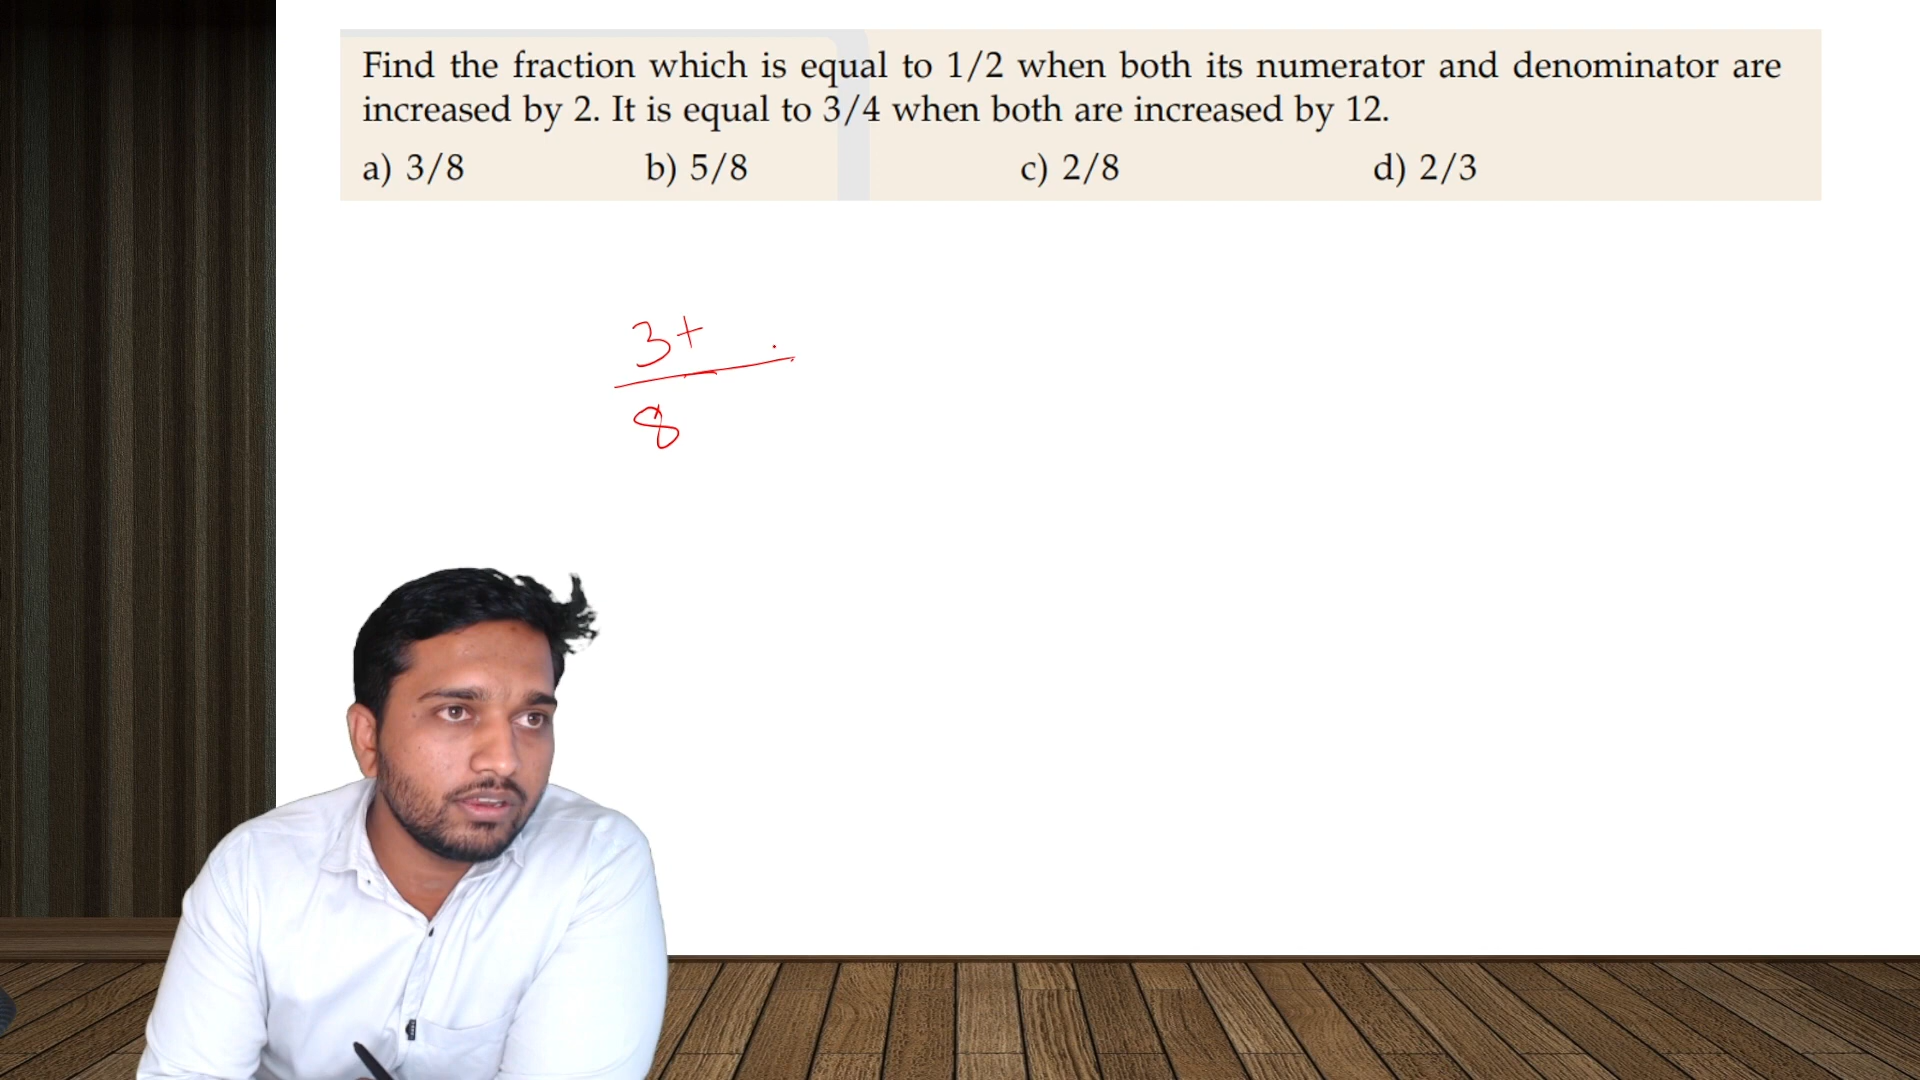 Find the fraction which is equal to 1/2 when both its numerator and denominator are
increased by 2. It is equal to 3/4 when both are increased by 12.
a) 3/8 b) 5/8 c) 2/8 d) 2/3
3+
8